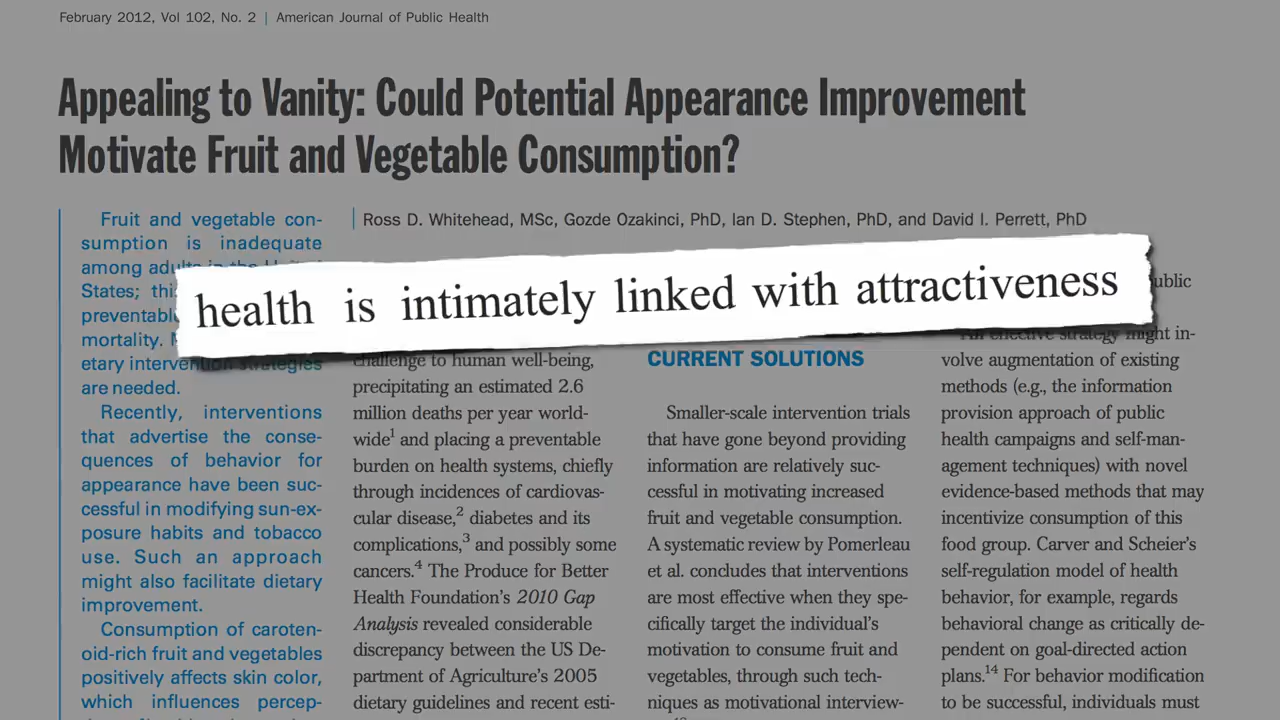 February 2012, Vol 102, No. 2 | American Journal of Public Health
Appealing to Vanity: Could Potential Appearance Improvement
Motivate Fruit and Vegetable Consumption?
Ross D. Whitehead, MSc, Gozde Ozakinci, PhD, Ian D. Stephen, PhD, and David I. Perrett, PhD
health is intimately linked with attractiveness
Fruit and vegetable con-
sumption is inadequate
among adults in the United
States;
preventable
mortality.
etary intervention strategies
are needed.
Recently, interventions
that advertise the conse-
quences of behavior for
appearance have been suc-
cessful in modifying sun-ex-
posure habits and tobacco
use. Such an approach
might also facilitate dietary
improvement.
Consumption of caroten-
oid-rich fruit and vegetables
positively affects skin color,
which influences percep-
challenge to human well-being,
precipitating an estimated 2.6
million deaths per year world-
wide1 and placing a preventable
burden on health systems, chiefly
through incidences of cardiovas-
cular disease,2 diabetes and its
complications,3 and possibly some
cancers.4 The Produce for Better
Health Foundation's 2010 Gap
Analysis revealed considerable
discrepancy between the US De-
partment of Agriculture's 2005
dietary guidelines and recent esti-
CURRENT SOLUTIONS
Smaller-scale intervention trials
that have gone beyond providing
information are relatively suc-
cessful in motivating increased
fruit and vegetable consumption.
A systematic review by Pomerleau
et al. concludes that interventions
are most effective when they spe-
cifically target the individual's
motivation to consume fruit and
vegetables, through such tech-
niques as motivational interview-
public
An effective strategy might in-
volve augmentation of existing
methods (e.g., the information
provision approach of public
health campaigns and self-man-
agement techniques) with novel
evidence-based methods that may
incentivize consumption of this
food group. Carver and Scheier's
self-regulation model of health
behavior, for example, regards
behavioral change as critically de-
pendent on goal-directed action
plans.14 For behavior modification
to be successful, individuals must